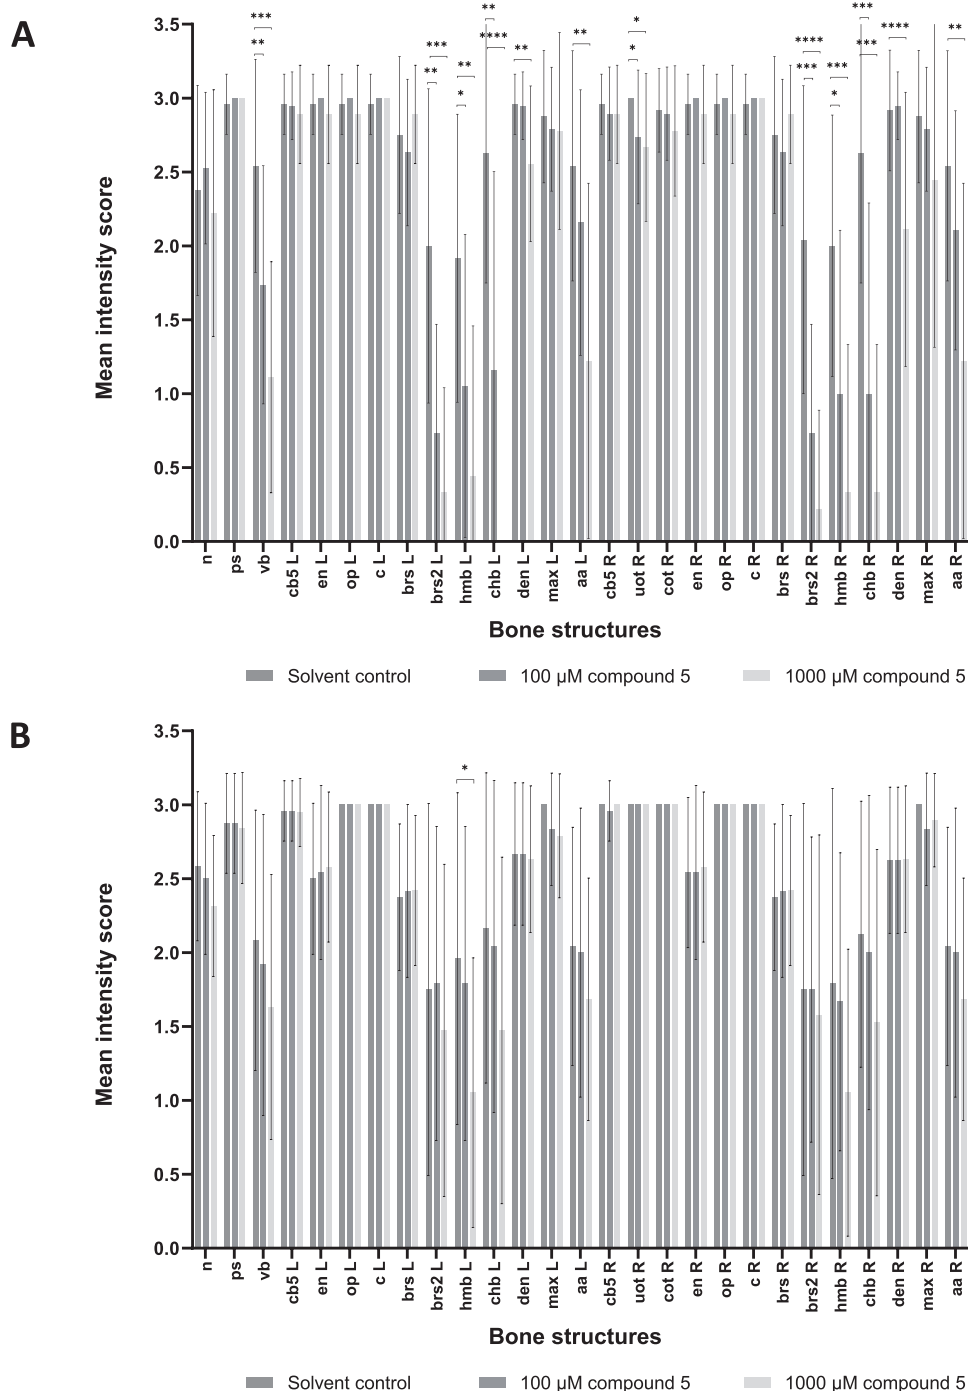 A
*** ** *** ** ** * ** **** ** ** * * **** *** *** * *** *** **** **
Mean intensity score
3.5
3.0
2.5
2.0
1.5
1.0
0.5
0.0
n ps vb cb5 L en L op L c L brs L brs2 L hmb L chb L den L max L aa L cb5 R uot R cot R en R op R c R brs R brs2 R hmb R chb R den R max R aa R
Bone structures
Solvent control 100 µM compound 5 1000 µM compound 5
B
*
Mean intensity score
3.5
3.0
2.5
2.0
1.5
1.0
0.5
0.0
n ps vb cb5 L en L op L c L brs L brs2 L hmb L chb L den L max L aa L cb5 R uot R cot R en R op R c R brs R brs2 R hmb R chb R den R max R aa R
Bone structures
Solvent control 100 µM compound 5 1000 µM compound 5